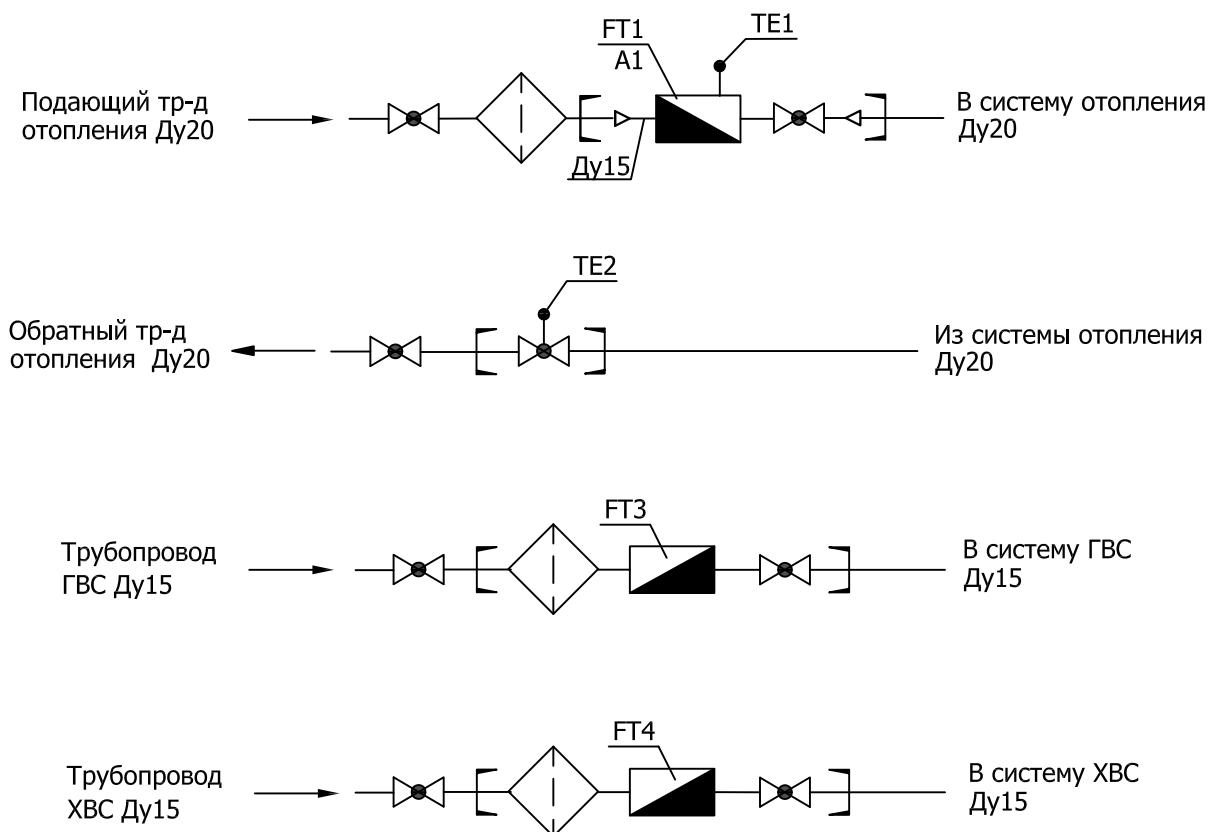 FT1
A1
TE1
Подающий тр-д
отопления Ду20
В систему отопления
Ду20
Ду15
TE2
Обратный тр-д
отопления Ду20
Из системы отопления
Ду20
FT3
Трубопровод
ГВС Ду15
В систему ГВС
Ду15
FT4
Трубопровод
ХВС Ду15
В систему ХВС
Ду15